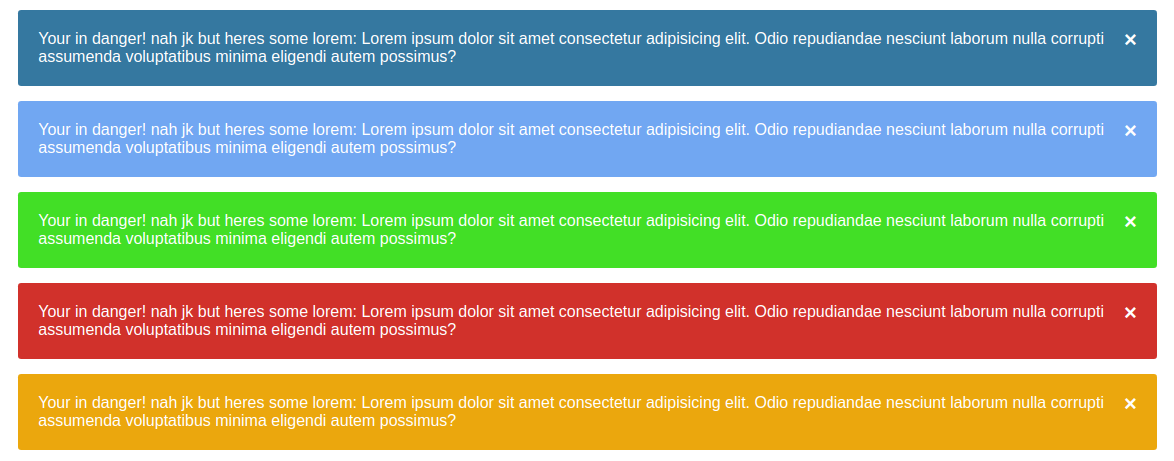 Your in danger! nah jk but heres some lorem: Lorem ipsum dolor sit amet consectetur adipisicing elit. Odio repudiandae nesciunt laborum nulla corrupti ×
assumenda voluptatibus minima eligendi autem possimus?
Your in danger! nah jk but heres some lorem: Lorem ipsum dolor sit amet consectetur adipisicing elit. Odio repudiandae nesciunt laborum nulla corrupti ×
assumenda voluptatibus minima eligendi autem possimus?
Your in danger! nah jk but heres some lorem: Lorem ipsum dolor sit amet consectetur adipisicing elit. Odio repudiandae nesciunt laborum nulla corrupti ×
assumenda voluptatibus minima eligendi autem possimus?
Your in danger! nah jk but heres some lorem: Lorem ipsum dolor sit amet consectetur adipisicing elit. Odio repudiandae nesciunt laborum nulla corrupti ×
assumenda voluptatibus minima eligendi autem possimus?
Your in danger! nah jk but heres some lorem: Lorem ipsum dolor sit amet consectetur adipisicing elit. Odio repudiandae nesciunt laborum nulla corrupti ×
assumenda voluptatibus minima eligendi autem possimus?